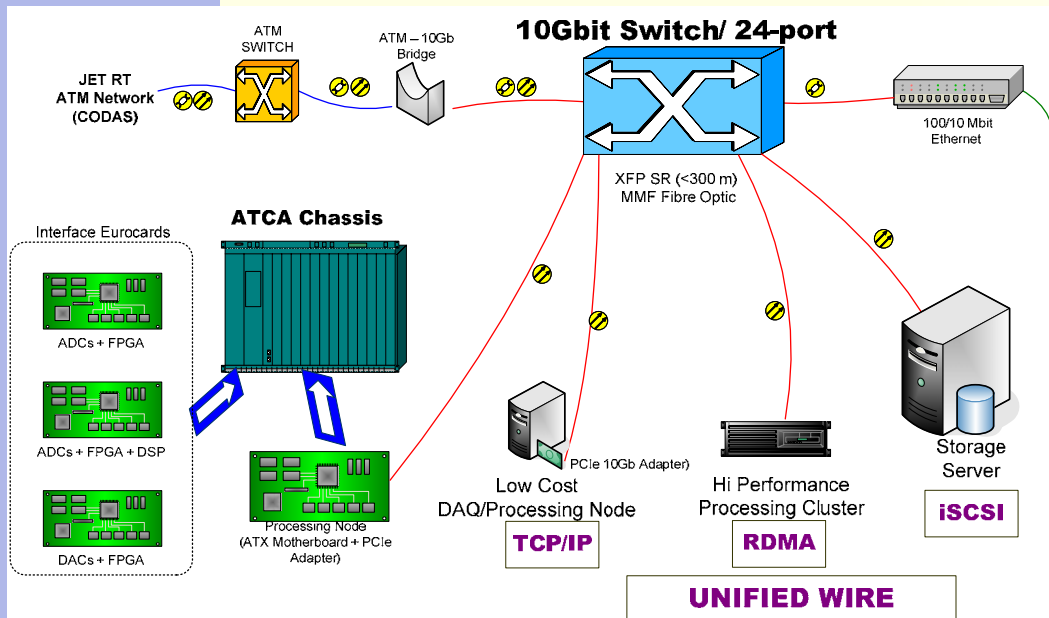 10Gbit Switch/ 24-port
ATM
SWITCH
ATM – 10Gb
Bridge
JET RT
ATM Network
(CODAS)
100/10 Mbit
Ethernet
XFP SR (<300 m)
MMF Fibre Optic
ATCA Chassis
Interface Eurocards
ADCs + FPGA
ADCs + FPGA + DSP
DACs + FPGA
Processing Node
(ATX Motherboard + PCIe
Adapter)
PCIe 10Gb Adapter)
Low Cost
DAQ/Processing Node
TCP/IP
Hi Performance
Processing Cluster
RDMA
Storage
Server
iSCSI
UNIFIED WIRE